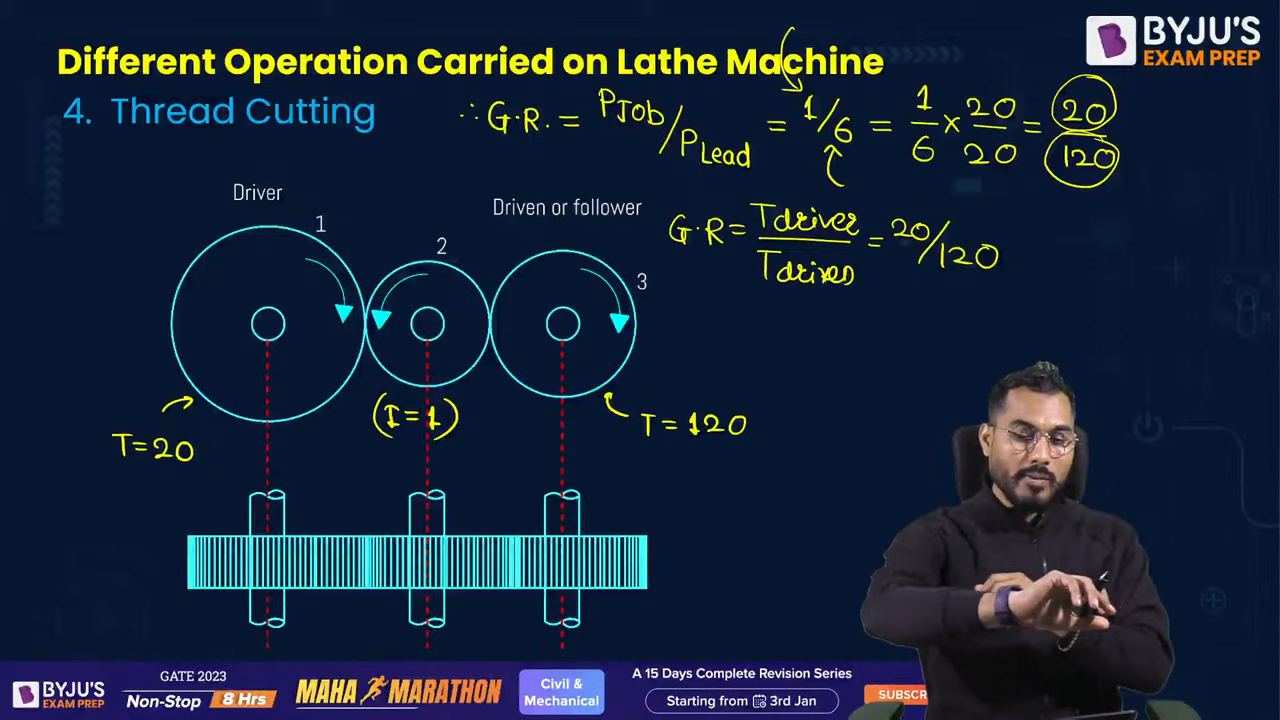 BYJU'S
EXAM PREP
Different Operation Carried on Lathe Machine
4. Thread Cutting
∴ G.R. = PJob/PLead = 1/6 = 1/6 × 20/20 = 20/120
Driver
1
2
Driven or follower
3
G.R = Tdriver/Tdriven = 20/120
T=20
(I=1)
T=120
BYJU'S
EXAM PREP
GATE 2023
Non-Stop 8 Hrs
MAHA MARATHON
Civil &
Mechanical
A 15 Days Complete Revision Series
Starting from 3rd Jan
SUBSCR